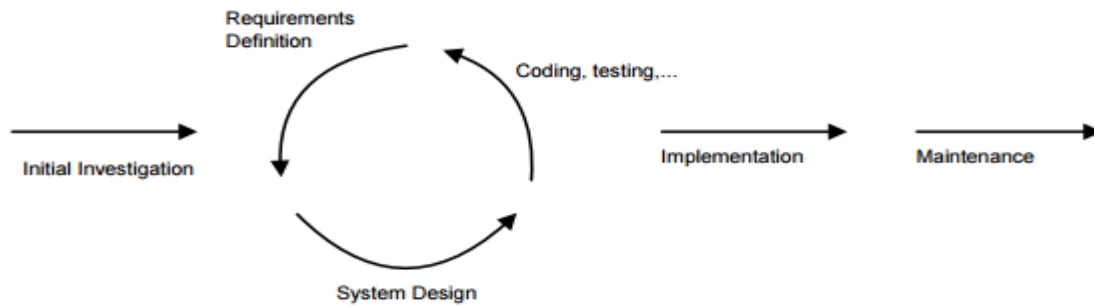 Requirements
Definition
Coding, testing,...
Initial Investigation
Implementation
Maintenance
System Design